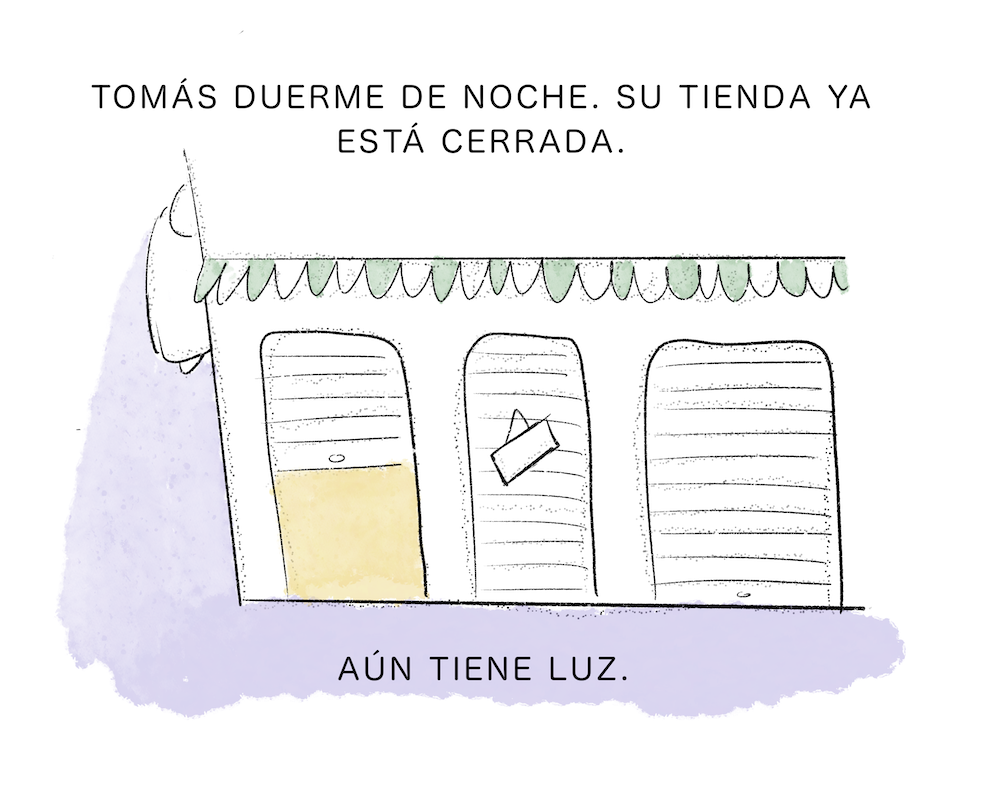 TOMÁS DUERME DE NOCHE. SU TIENDA YA
ESTÁ CERRADA.
AÚN TIENE LUZ.